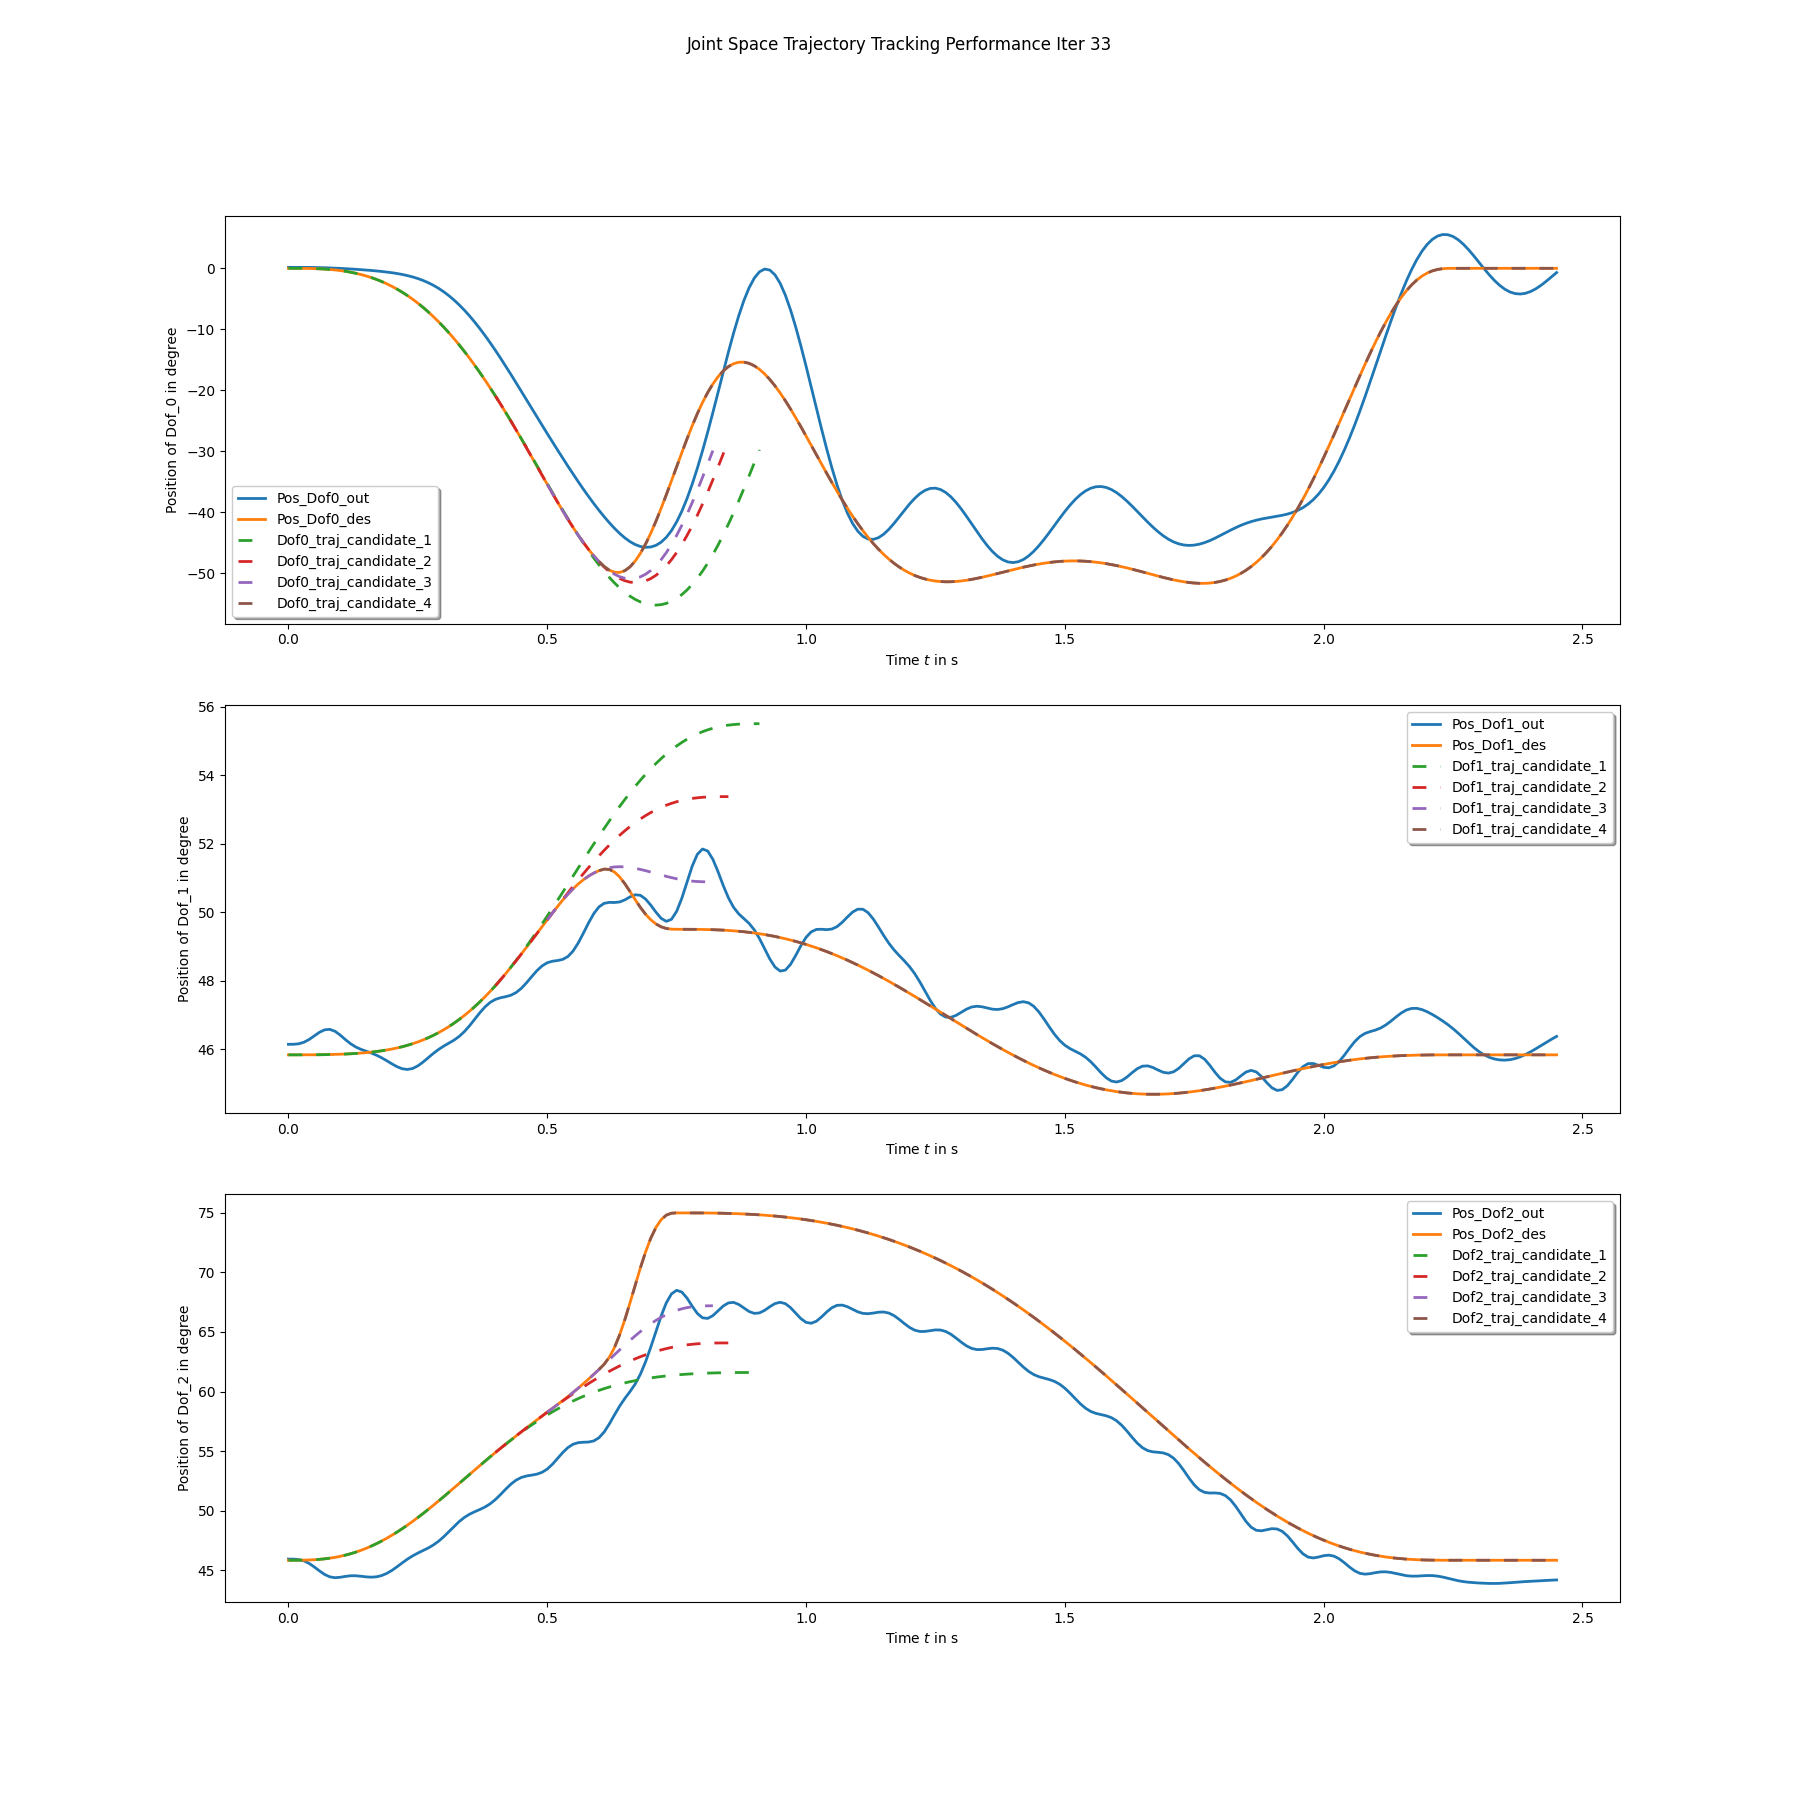 Joint Space Trajectory Tracking Performance Iter 33
Position of Dof_0 in degree
0
−10
−20
−30
−40
−50
Pos_Dof0_out
Pos_Dof0_des
Dof0_traj_candidate_1
Dof0_traj_candidate_2
Dof0_traj_candidate_3
Dof0_traj_candidate_4
0.0 0.5 1.0 1.5 2.0 2.5
Time t in s
Position of Dof_1 in degree
56
54
52
50
48
46
Pos_Dof1_out
Pos_Dof1_des
Dof1_traj_candidate_1
Dof1_traj_candidate_2
Dof1_traj_candidate_3
Dof1_traj_candidate_4
0.0 0.5 1.0 1.5 2.0 2.5
Time t in s
Position of Dof_2 in degree
75
70
65
60
55
50
45
Pos_Dof2_out
Pos_Dof2_des
Dof2_traj_candidate_1
Dof2_traj_candidate_2
Dof2_traj_candidate_3
Dof2_traj_candidate_4
0.0 0.5 1.0 1.5 2.0 2.5
Time t in s